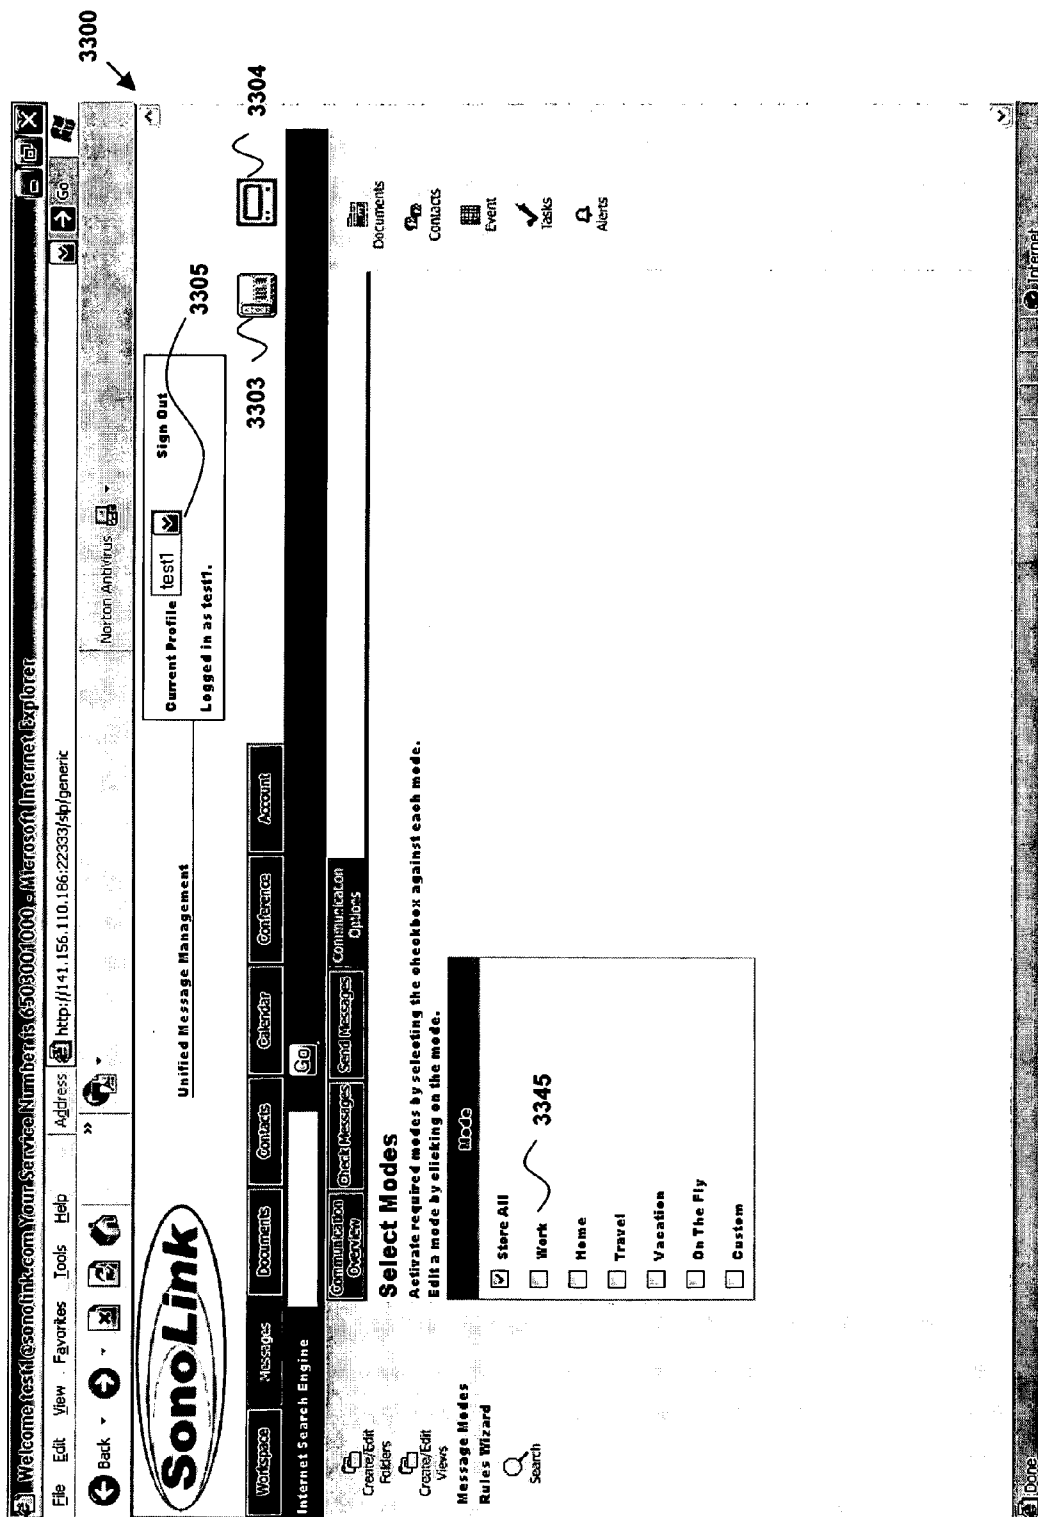 3300
Welcome test1@sonolink.com Your Service Number is 6503001000 - Microsoft Internet Explorer
File Edit View Favorites Tools Help
Address http://141.156.110.186:22333/slp/generic Go
Back » Norton AntiVirus
SonoLink
Unified Message Management
Current Profile test1 Sign Out
Logged in as test1.
3305
3303
3304
Workspace Messages Documents Contacts Calendar Conference Account
Internet Search Engine Go
Create/Edit Folders
Create/Edit Views
Message Modes
Rules Wizard
Search
Communication Overview Check Messages Send Messages Communication Options
Select Modes
Activate required modes by selecting the checkbox against each mode.
Edit a mode by clicking on the mode.
Mode
Store All
Work
3345
Home
Travel
Vacation
On The Fly
Custom
Documents
Contacts
Event
Tasks
Alerts
Done Internet